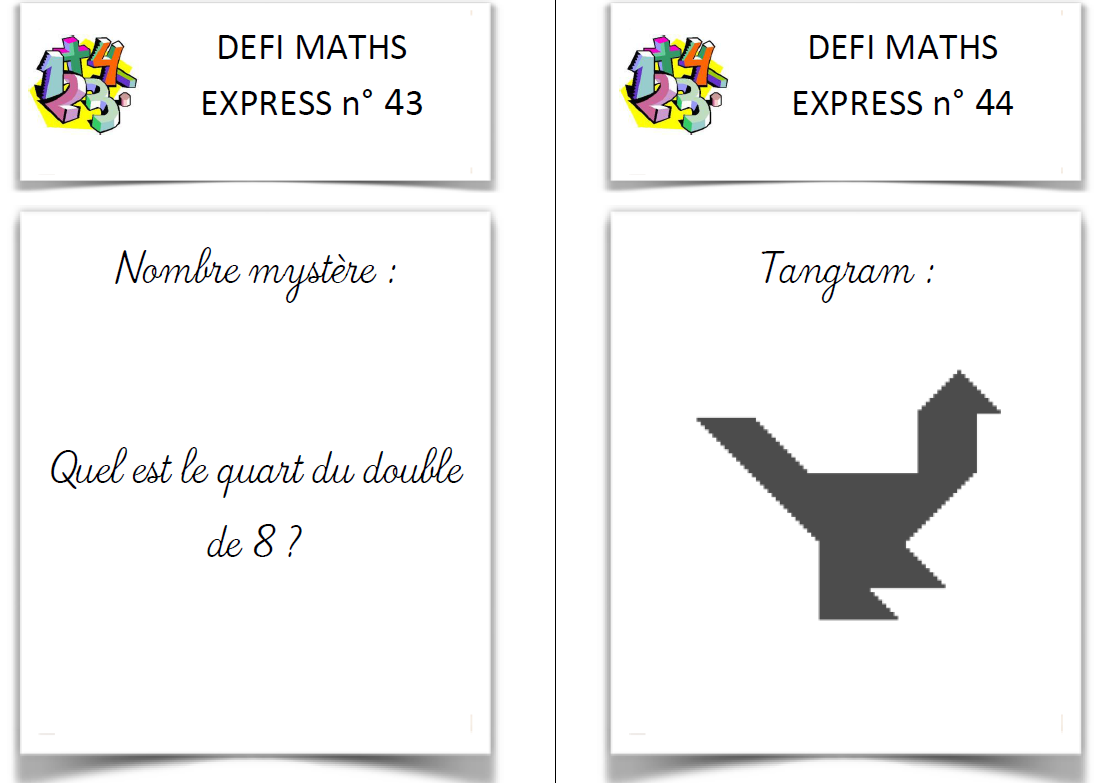 DEFI MATHS
EXPRESS n° 43
Nombre mystère :
Quel est le quart du double
de 8 ?
DEFI MATHS
EXPRESS n° 44
Tangram :